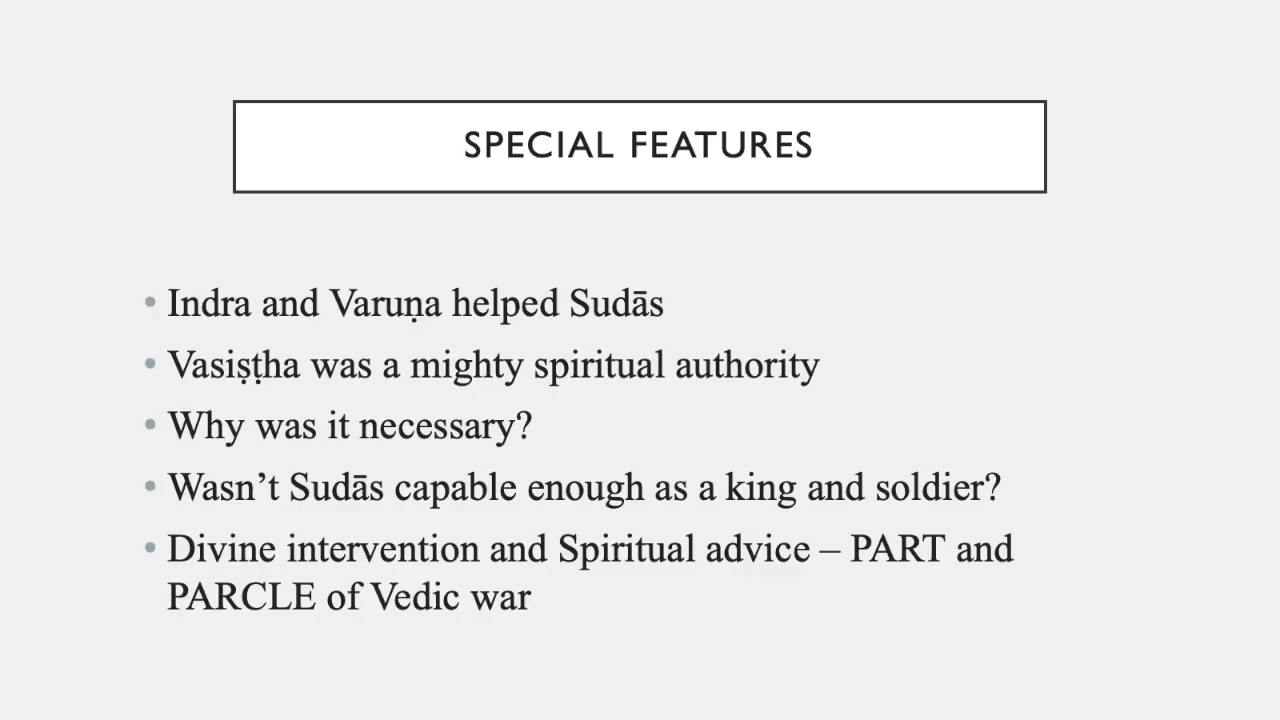 SPECIAL FEATURES
• Indra and Varuṇa helped Sudās
• Vasiṣṭha was a mighty spiritual authority
• Why was it necessary?
• Wasn’t Sudās capable enough as a king and soldier?
• Divine intervention and Spiritual advice – PART and
PARCLE of Vedic war